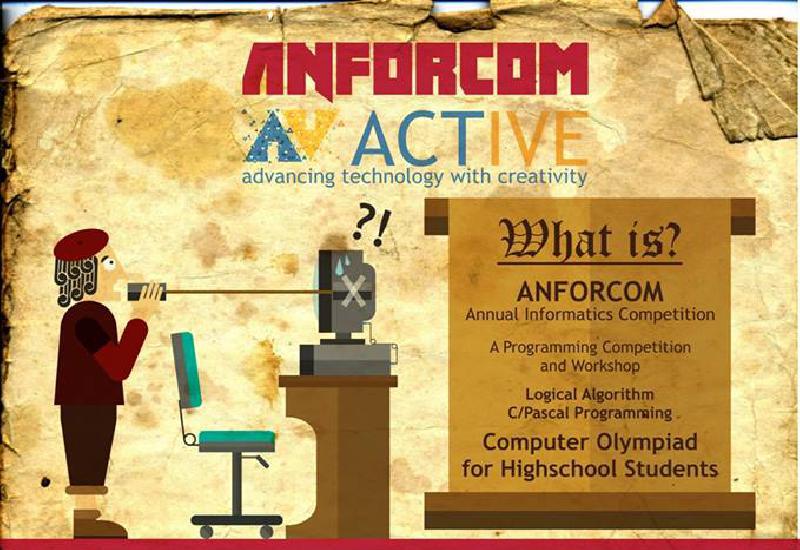 ANFORCOM
ACTIVE
advancing technology with creativity
?!
What is?
ANFORCOM
Annual Informatics Competition
A Programming Competition
and Workshop
Logical Algorithm
C/Pascal Programming
Computer Olympiad
for Highschool Students